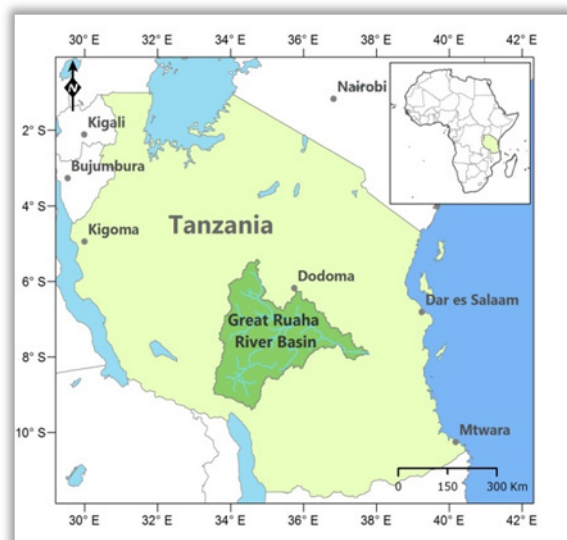 30° E 32° E 34° E 36° E 38° E 40° E 42° E
N
Nairobi
2° S
Kigali
Bujumbura
4° S
Kigoma
Tanzania
6° S
Dodoma
Dar es Salaam
Great Ruaha
River Basin
8° S
10° S
Mtwara
0 150 300 Km
30° E 32° E 34° E 36° E 38° E 40° E 42° E